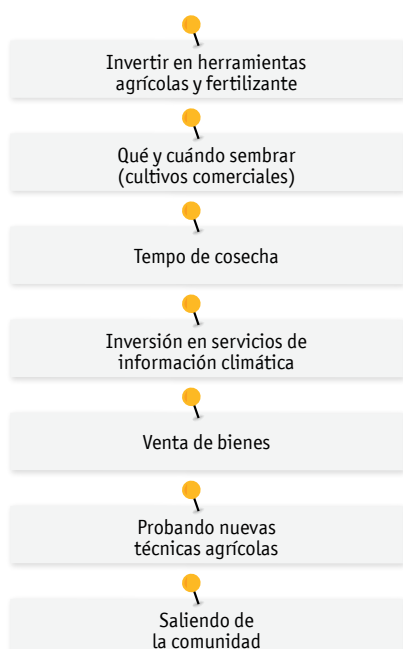 Invertir en herramientas
agrícolas y fertilizante
Qué y cuándo sembrar
(cultivos comerciales)
Tempo de cosecha
Inversión en servicios de
información climática
Venta de bienes
Probando nuevas
técnicas agrícolas
Saliendo de
la comunidad